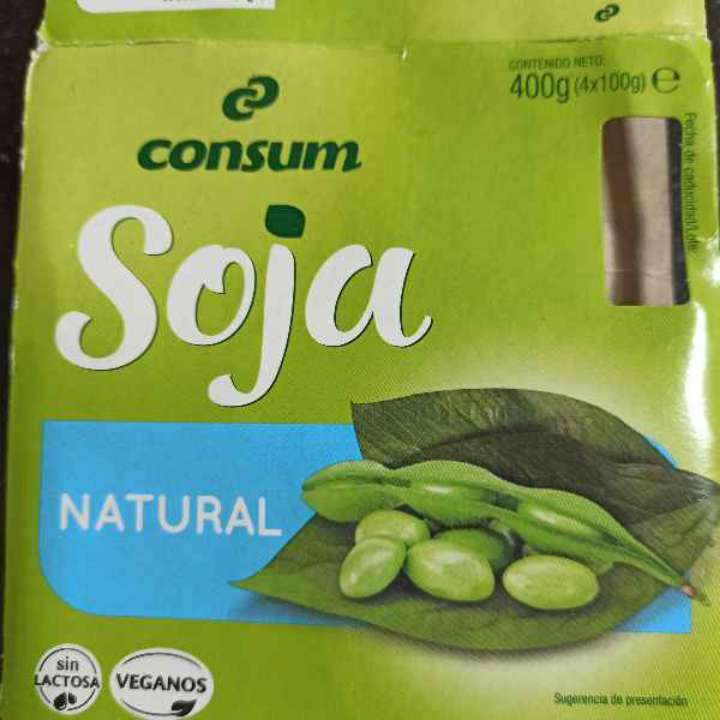 CONTENIDO NETO:
400g (4x100g) e
consum
Soja
Fecha de caducidad/Lote:
NATURAL
sin
LACTOSA
VEGANOS
Sugerencia de presentación